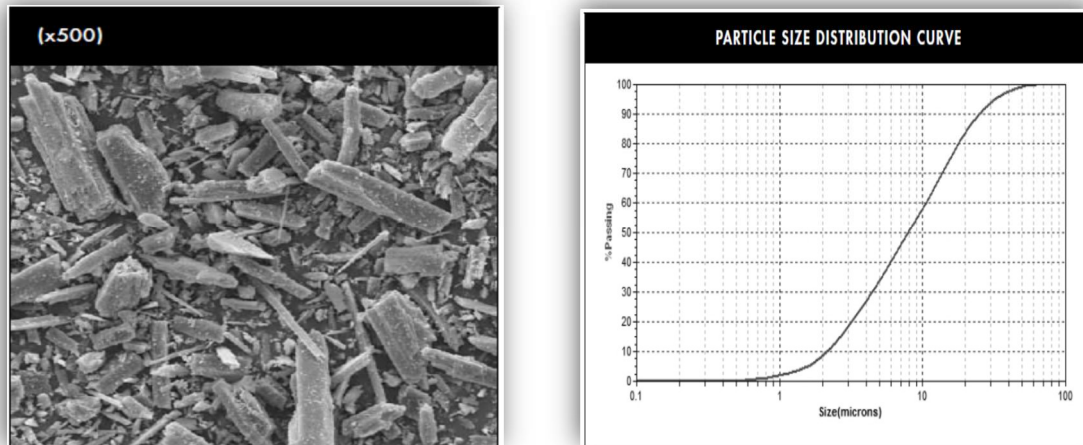 (x500)
PARTICLE SIZE DISTRIBUTION CURVE
100
90
80
70
60
50
40
30
20
10
0
%Passing
0.1 1 10 100
Size(microns)